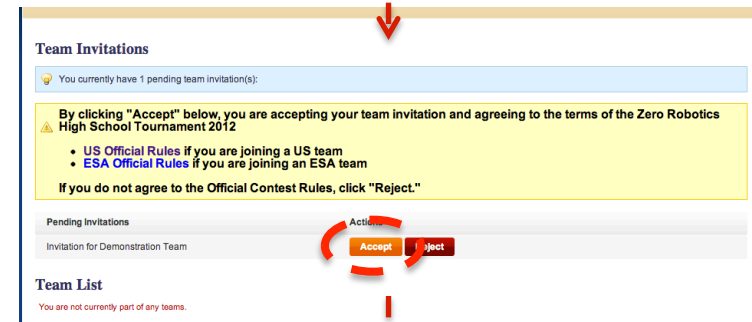 Team Invitations
You currently have 1 pending team invitation(s):
By clicking "Accept" below, you are accepting your team invitation and agreeing to the terms of the Zero Robotics
High School Tournament 2012
• US Official Rules if you are joining a US team
• ESA Official Rules if you are joining an ESA team
If you do not agree to the Official Contest Rules, click "Reject."
Pending Invitations Actions
Invitation for Demonstration Team Accept Reject
Team List
You are not currently part of any teams.